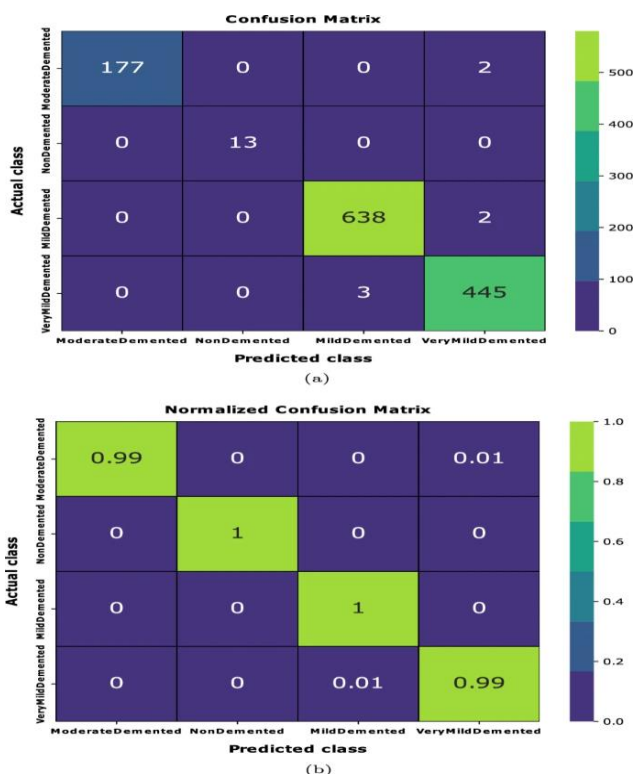 Confusion Matrix
Actual class
ModerateDemented 177 0 0 2
NonDemented 0 13 0 0
MildDemented 0 0 638 2
VeryMildDemented 0 0 3 445
ModerateDemented NonDemented MildDemented VeryMildDemented
Predicted class
500
400
300
200
100
0
(a)
Normalized Confusion Matrix
Actual class
ModerateDemented 0.99 0 0 0.01
NonDemented 0 1 0 0
MildDemented 0 0 1 0
VeryMildDemented 0 0 0.01 0.99
ModerateDemented NonDemented MildDemented VeryMildDemented
Predicted class
1.0
0.8
0.6
0.4
0.2
0.0
(b)